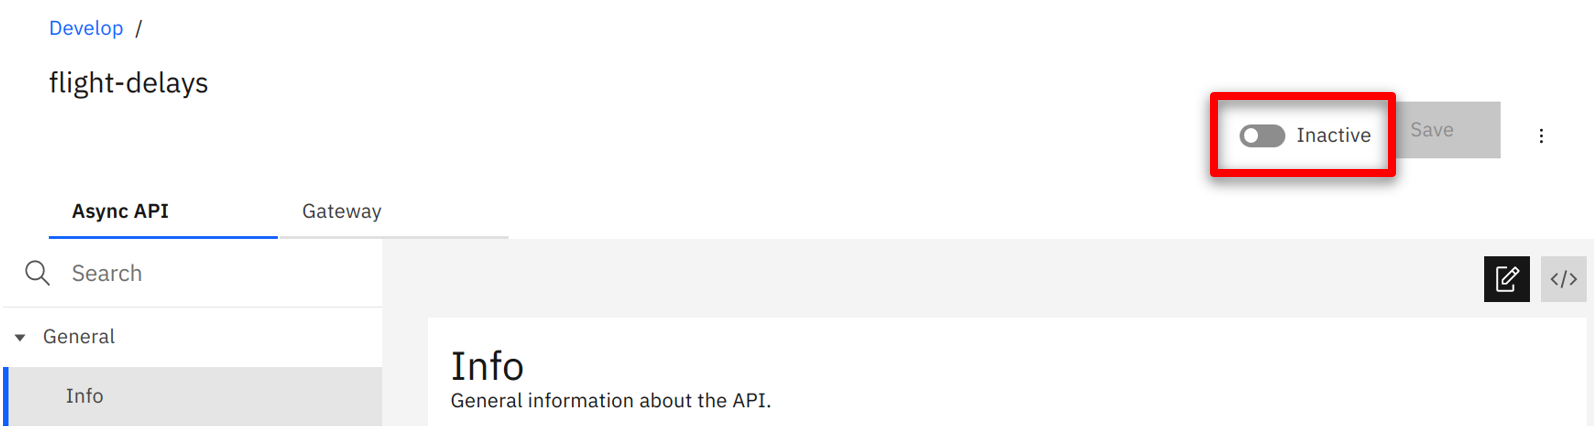 Develop /
flight-delays
Inactive
Save
Async API
Gateway
Search
</>
General
Info
Info
General information about the API.